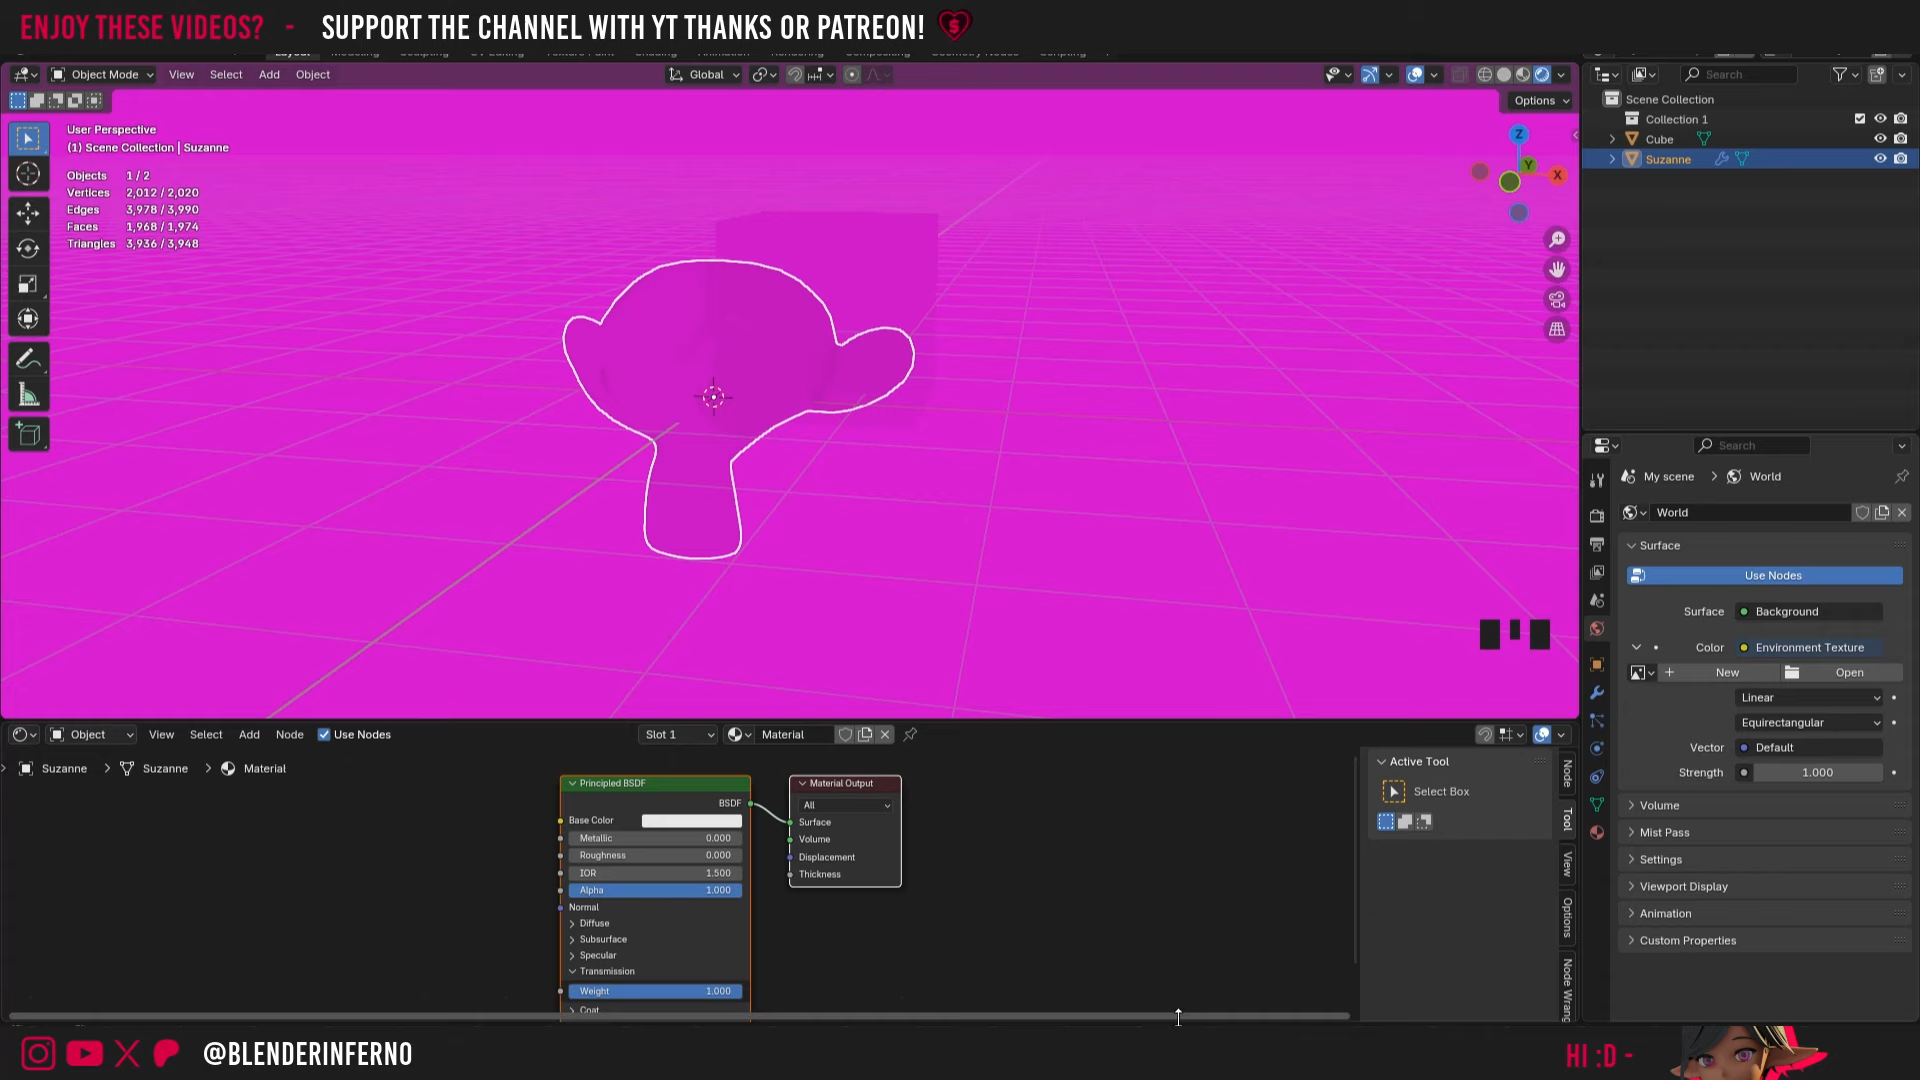 ENJOY THESE VIDEOS? - SUPPORT THE CHANNEL WITH YT THANKS OR PATREON!
Object Mode View Select Add Object Global Search
Options
User Perspective
(1) Scene Collection | Suzanne
Objects 1 / 2
Vertices 2,012 / 2,020
Edges 3,978 / 3,990
Faces 1,968 / 1,974
Triangles 3,936 / 3,948
Z
Y
X
Scene Collection
Collection 1
Cube
Suzanne
Search
My scene > World
World
Surface
Use Nodes
Surface Background
Color Environment Texture
New Open
Linear
Equirectangular
Vector Default
Strength 1.000
Volume
Mist Pass
Settings
Viewport Display
Animation
Custom Properties
Object View Select Add Node Use Nodes Slot 1 Material
Suzanne > Suzanne > Material
Principled BSDF
BSDF
Base Color
Metallic 0.000
Roughness 0.000
IOR 1.500
Alpha 1.000
Normal
Diffuse
Subsurface
Specular
Transmission
Weight 1.000
Coat
Material Output
All
Surface
Volume
Displacement
Thickness
Active Tool
Select Box
Node
Tool
View
Options
Node Wrang
@BLENDERINFERNO
HI :D -